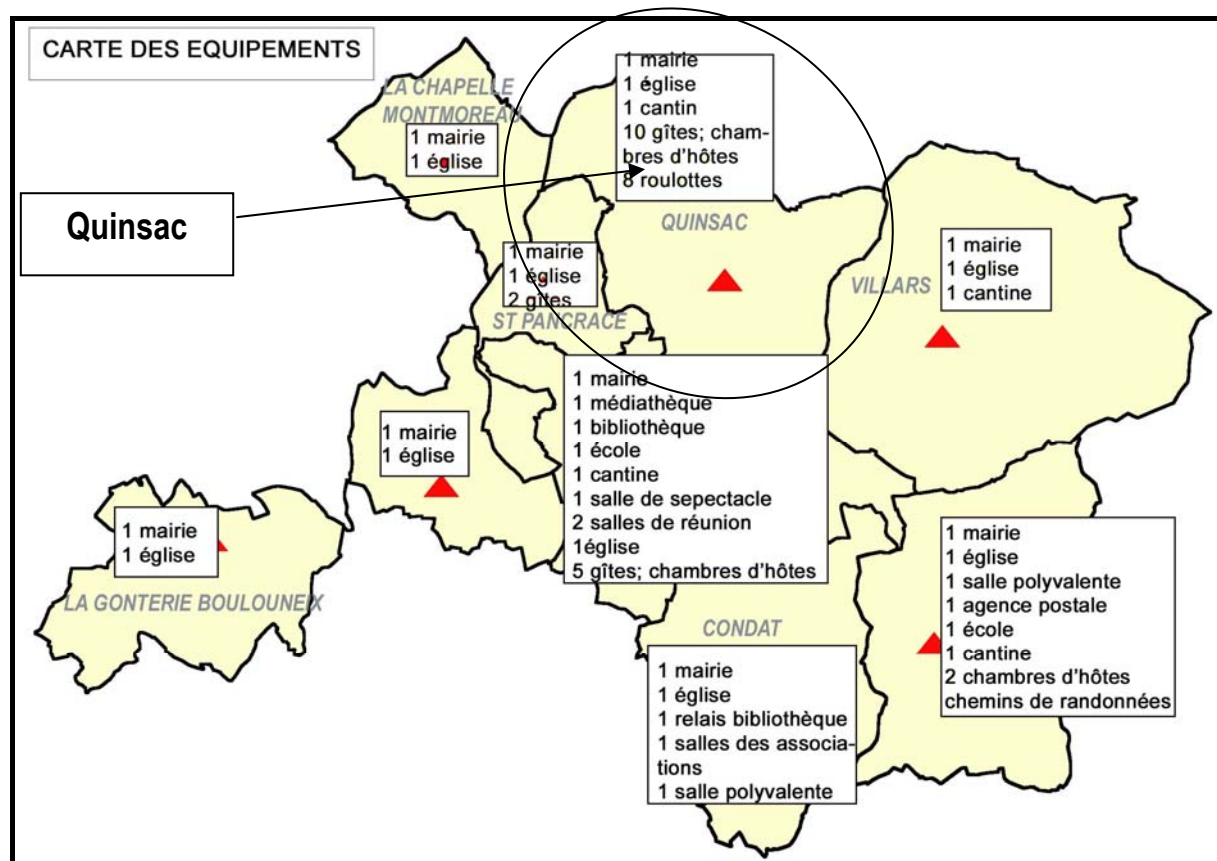 CARTE DES EQUIPEMENTS
LA CHAPELLE
MONTMOREAU
1 mairie
1 église
1 mairie
1 église
1 cantin
10 gîtes; cham-
bres d'hôtes
8 roulottes
QUINSAC
Quinsac
1 mairie
1 église
2 gîtes
ST PANCRACE
VILLARS
1 mairie
1 église
1 cantine
1 mairie
1 médiathèque
1 bibliothèque
1 école
1 cantine
1 salle de sepectacle
2 salles de réunion
1église
5 gîtes; chambres d'hôtes
1 mairie
1 église
1 mairie
1 église
LA GONTERIE BOULOUNEIX
CONDAT
1 mairie
1 église
1 relais bibliothèque
1 salles des associa-
tions
1 salle polyvalente
1 mairie
1 église
1 salle polyvalente
1 agence postale
1 école
1 cantine
2 chambres d'hôtes
chemins de randonnées